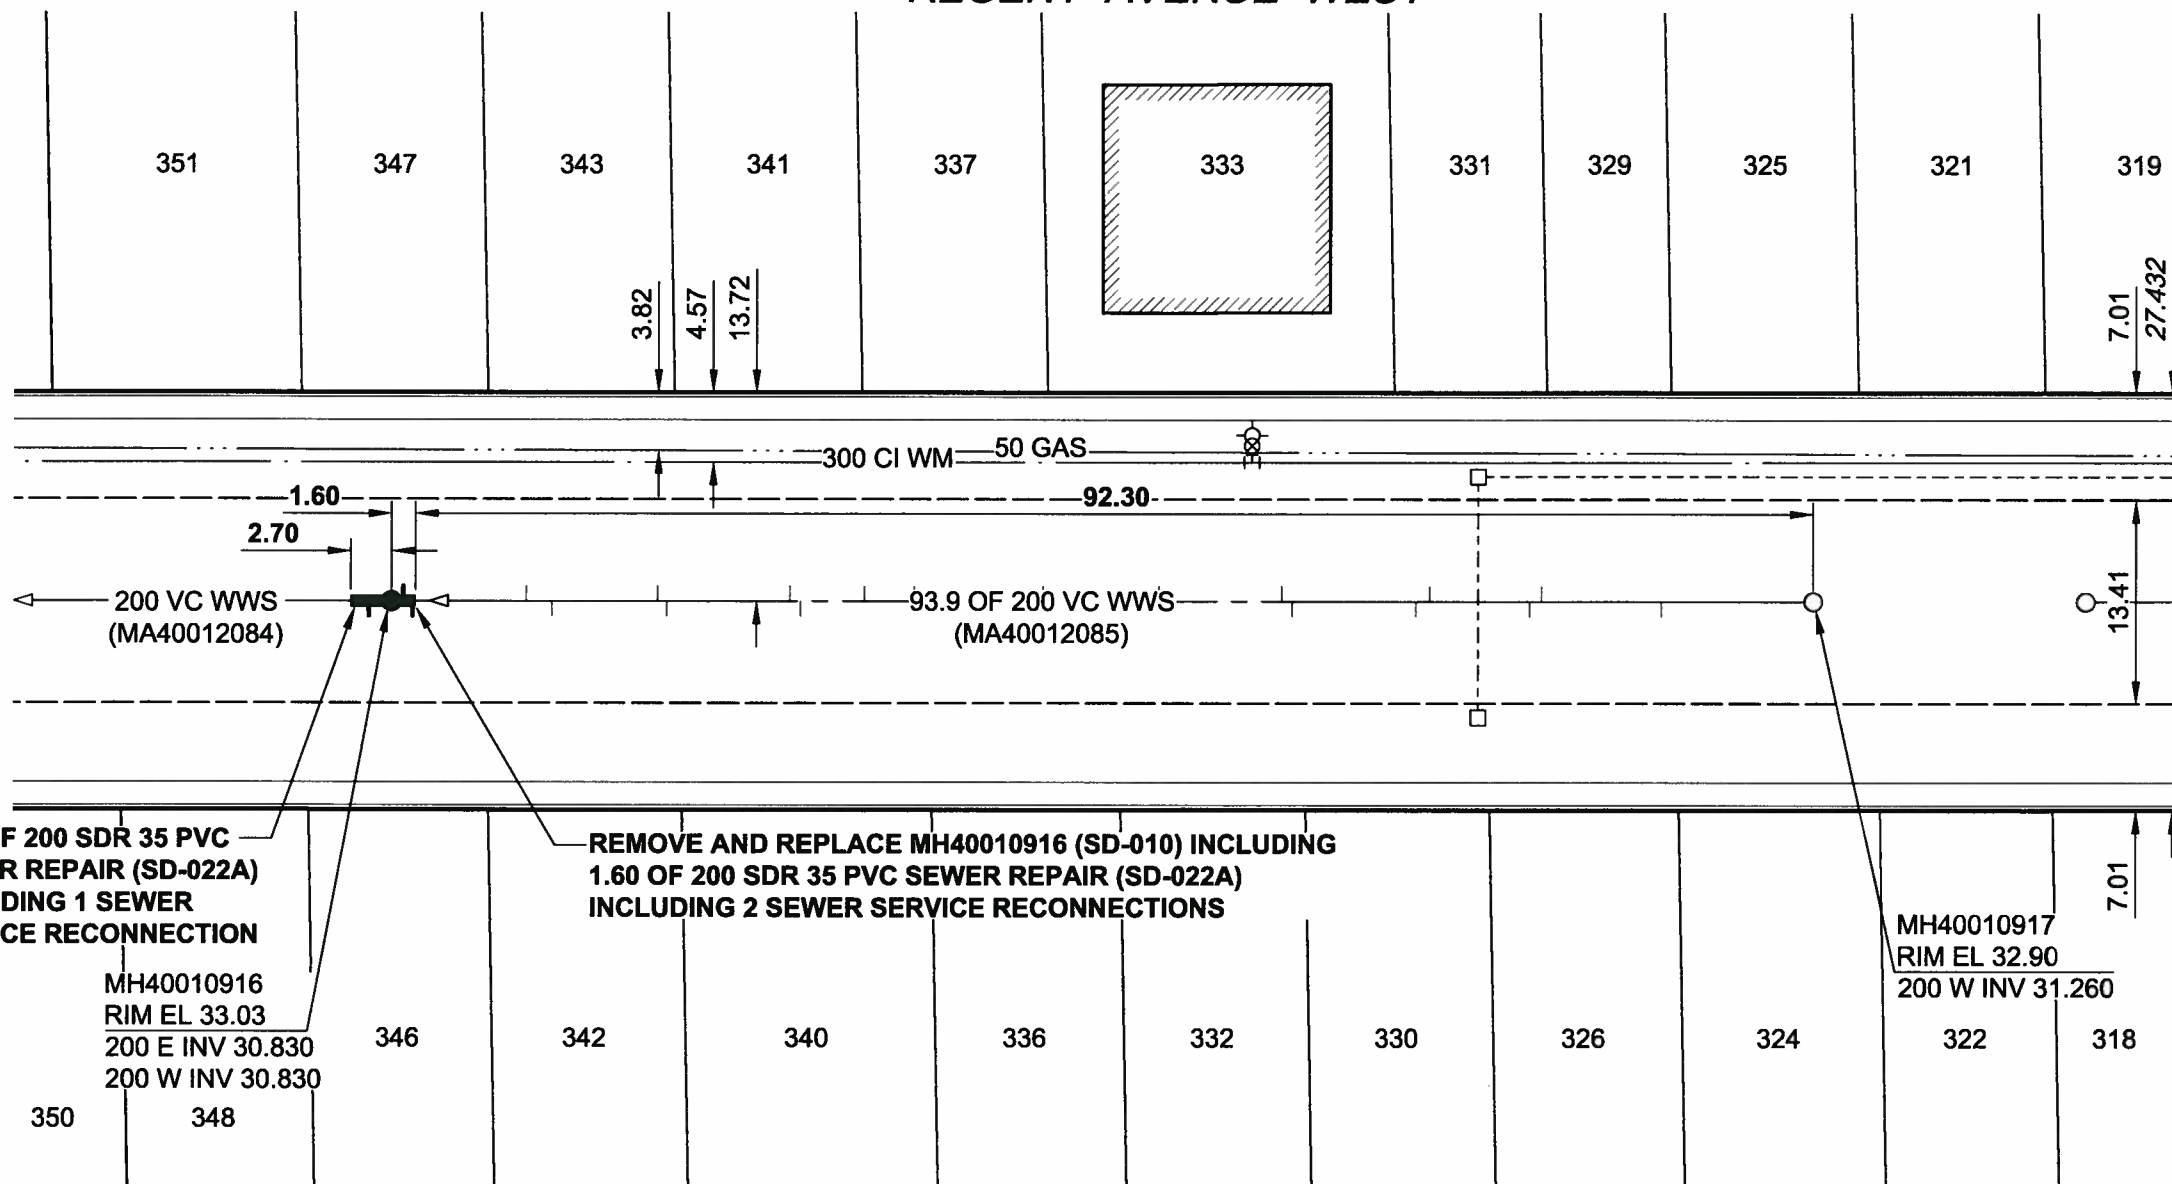 REGENT AVENUE WEST
351 347 343 341 337 333 331 329 325 321 319
3.82
4.57
13.72
7.01
27.432
300 CI WM
50 GAS
1.60
92.30
2.70
200 VC WWS
(MA40012084)
93.9 OF 200 VC WWS
(MA40012085)
13.41
F 200 SDR 35 PVC
R REPAIR (SD-022A)
DING 1 SEWER
CE RECONNECTION
REMOVE AND REPLACE MH40010916 (SD-010) INCLUDING
1.60 OF 200 SDR 35 PVC SEWER REPAIR (SD-022A)
INCLUDING 2 SEWER SERVICE RECONNECTIONS
7.01
MH40010917
RIM EL 32.90
200 W INV 31.260
MH40010916
RIM EL 33.03
200 E INV 30.830
200 W INV 30.830
346 342 340 336 332 330 326 324 322 318
350 348